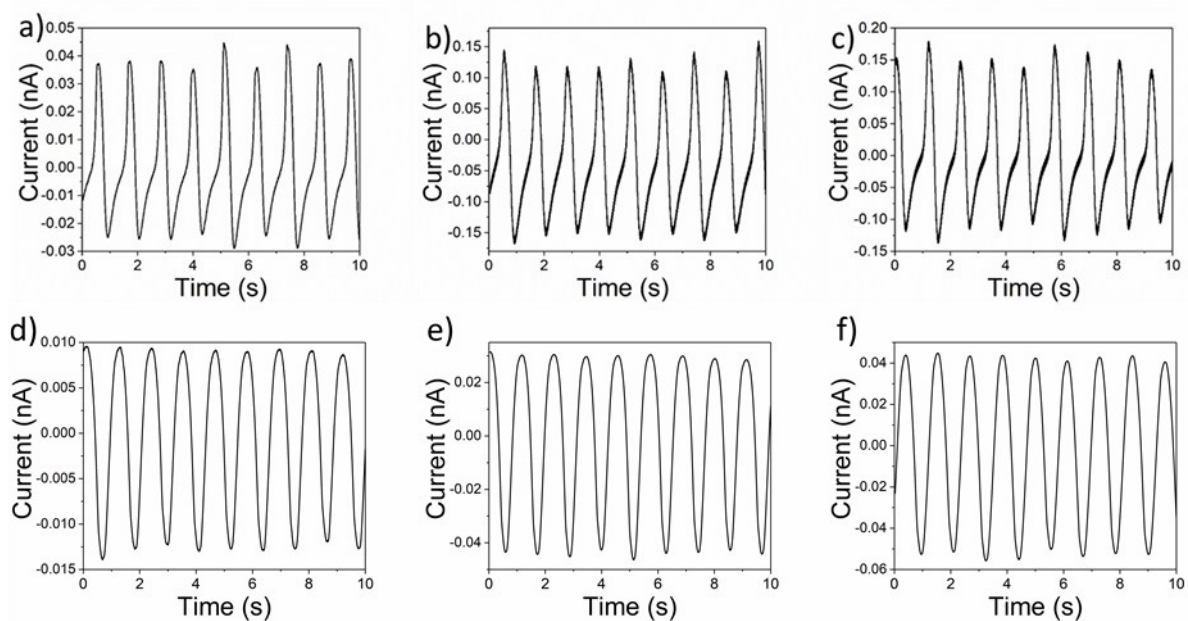 a)
0.05
0.04
0.03
0.02
0.01
0.00
-0.01
-0.02
-0.03
Current (nA)
0 2 4 6 8 10
Time (s)
b)
0.15
0.10
0.05
0.00
-0.05
-0.10
-0.15
Current (nA)
0 2 4 6 8 10
Time (s)
c)
0.20
0.15
0.10
0.05
0.00
-0.05
-0.10
-0.15
Current (nA)
0 2 4 6 8 10
Time (s)
d)
0.010
0.005
0.000
-0.005
-0.010
-0.015
Current (nA)
0 2 4 6 8 10
Time (s)
e)
0.02
0.00
-0.02
-0.04
Current (nA)
0 2 4 6 8 10
Time (s)
f)
0.04
0.02
0.00
-0.02
-0.04
-0.06
Current (nA)
0 2 4 6 8 10
Time (s)